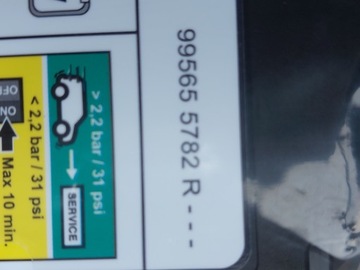 99565 5782 R - - -
> 2,2 bar / 31 psi
SERVICE
< 2,2 bar / 31 psi
ON
OFF
Max 10 min.